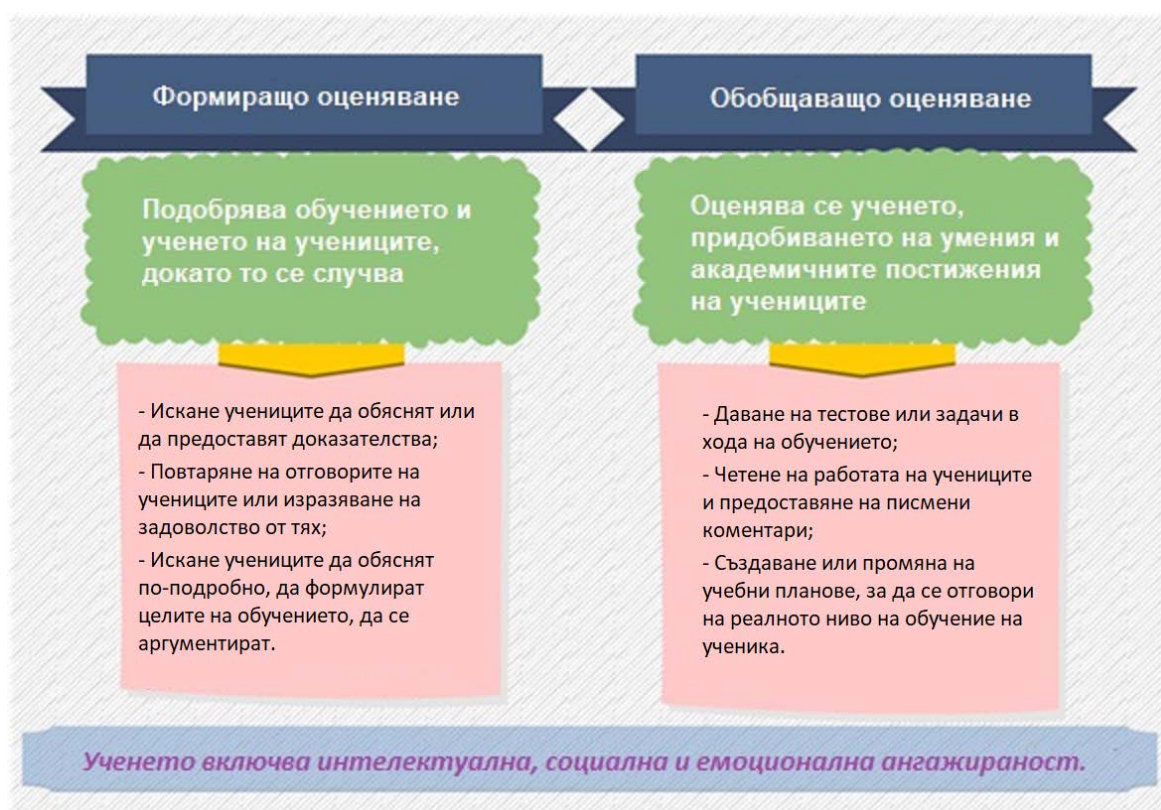 Формиращо оценяване
Подобрява обучението и
ученето на учениците,
докато то се случва
- Искане учениците да обяснят или
да предоставят доказателства;
- Повтаряне на отговорите на
учениците или изразяване на
задоволство от тях;
- Искане учениците да обяснят
по-подробно, да формулират
целите на обучението, да се
аргументират.
Обобщаващо оценяване
Оценява се ученето,
придобиването на умения и
академичните постижения
на учениците
- Даване на тестове или задачи в
хода на обучението;
- Четене на работата на учениците
и предоставяне на писмени
коментари;
- Създаване или промяна на
учебни планове, за да се отговори
на реалното ниво на обучение на
ученика.
Ученето включва интелектуална, социална и емоционална ангажираност.